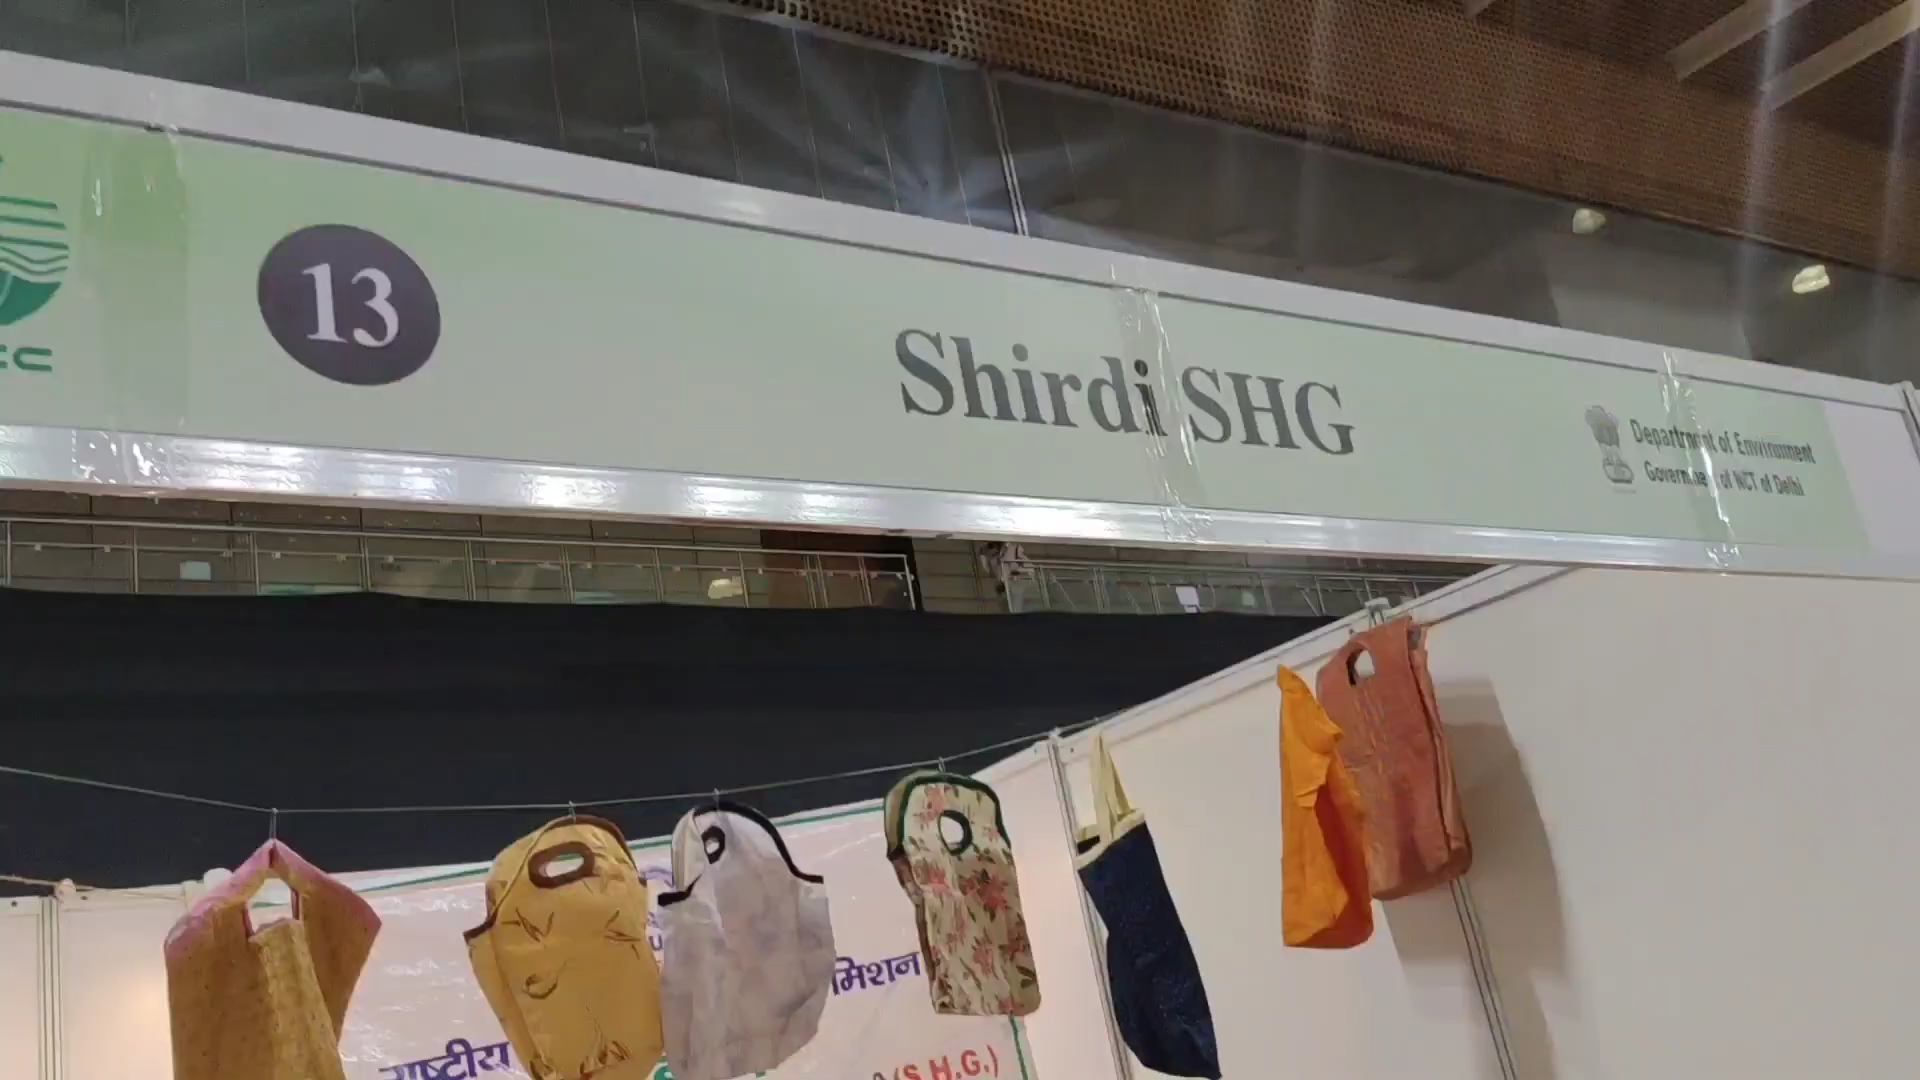 13
Shirdi SHG
Department of Environment
Government of NCT of Delhi
मिशन
राष्ट्रीय
(S.H.G.)